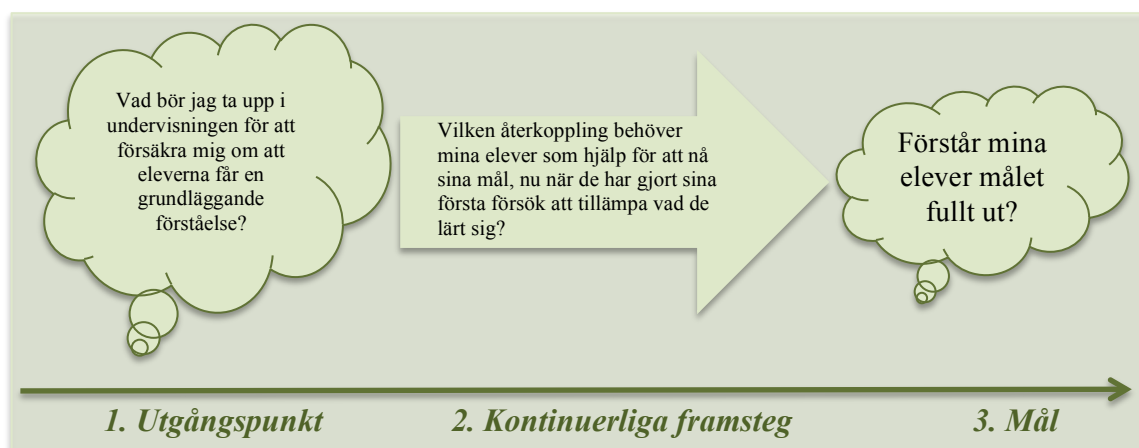 Vad bör jag ta upp i
undervisningen för att
försäkra mig om att
eleverna får en
grundläggande
förståelse?
Vilken återkoppling behöver
mina elever som hjälp för att nå
sina mål, nu när de har gjort sina
första försök att tillämpa vad de
lärt sig?
Förstår mina
elever målet
fullt ut?
1. Utgångspunkt
2. Kontinuerliga framsteg
3. Mål